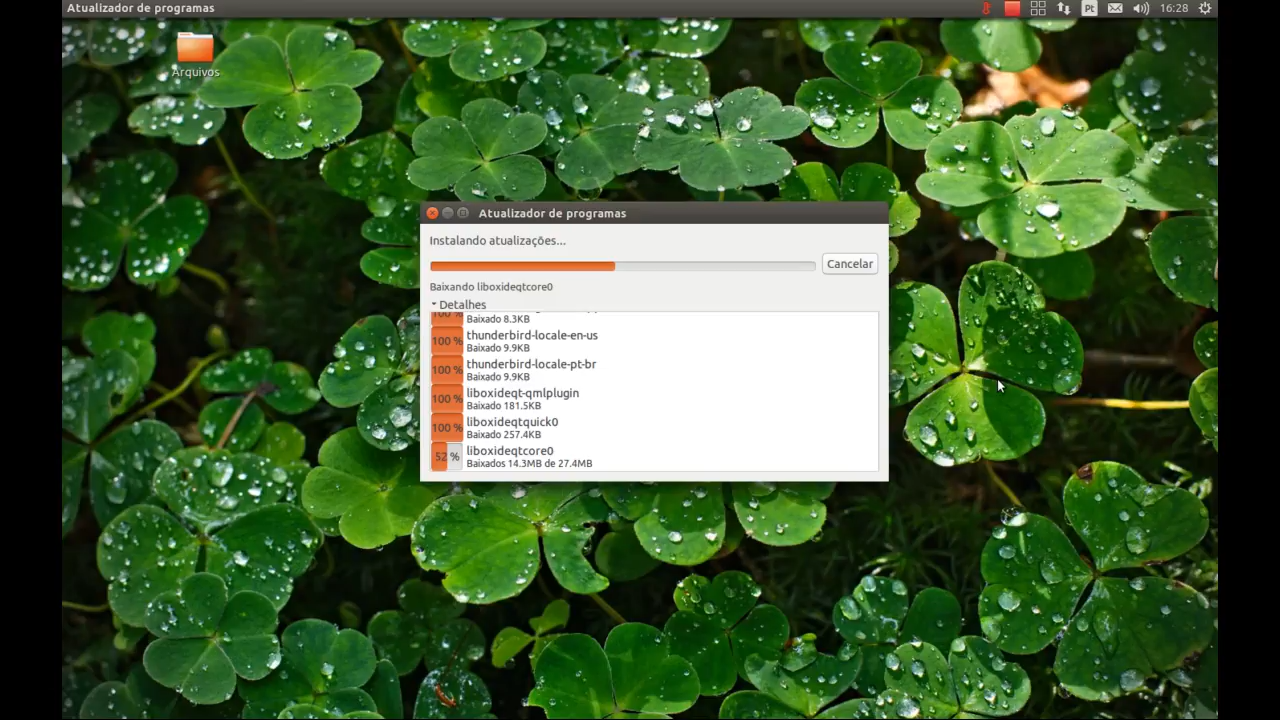 Atualizador de programas
Pt
16:28
Arquivos
Atualizador de programas
Instalando atualizações...
Cancelar
Baixando liboxideqtcore0
Detalhes
100 %
Baixado 8.3KB
100 %
thunderbird-locale-en-us
Baixado 9.9KB
100 %
thunderbird-locale-pt-br
Baixado 9.9KB
100 %
liboxideqt-qmlplugin
Baixado 181.5KB
100 %
liboxideqtquick0
Baixado 257.4KB
52 %
liboxideqtcore0
Baixados 14.3MB de 27.4MB